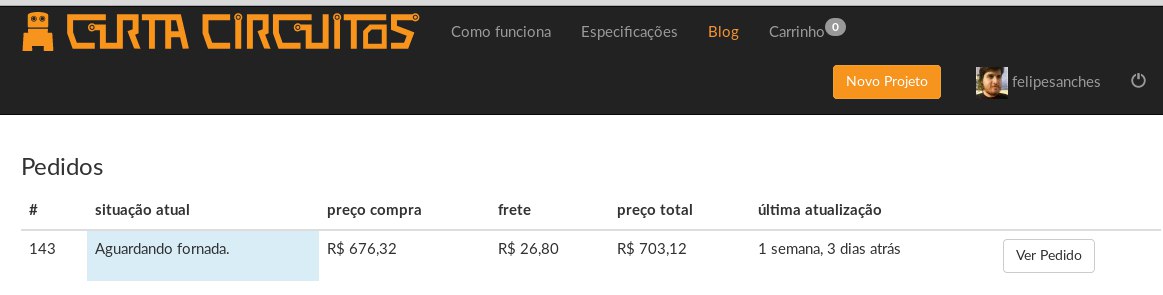 CURTA CIRCUITOS Como funciona Especificações Blog Carrinho 0
Novo Projeto felipesanches
Pedidos
# situação atual preço compra frete preço total última atualização
143 Aguardando fornada. R$ 676,32 R$ 26,80 R$ 703,12 1 semana, 3 dias atrás Ver Pedido